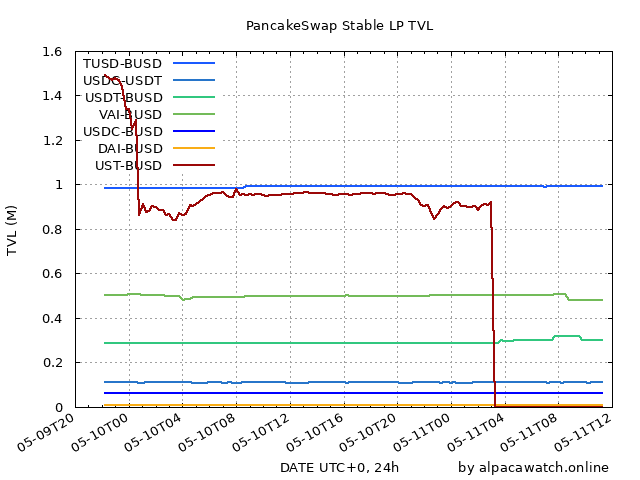 PancakeSwap Stable LP TVL
TVL (M)
1.6
1.4
1.2
1
0.8
0.6
0.4
0.2
0
TUSD-BUSD
USDC-USDT
USDT-BUSD
VAI-BUSD
USDC-BUSD
DAI-BUSD
UST-BUSD
05-09T20
05-10T00
05-10T04
05-10T08
05-10T12
05-10T16
05-10T20
05-11T00
05-11T04
05-11T08
05-11T12
DATE UTC+0, 24h
by alpacawatch.online